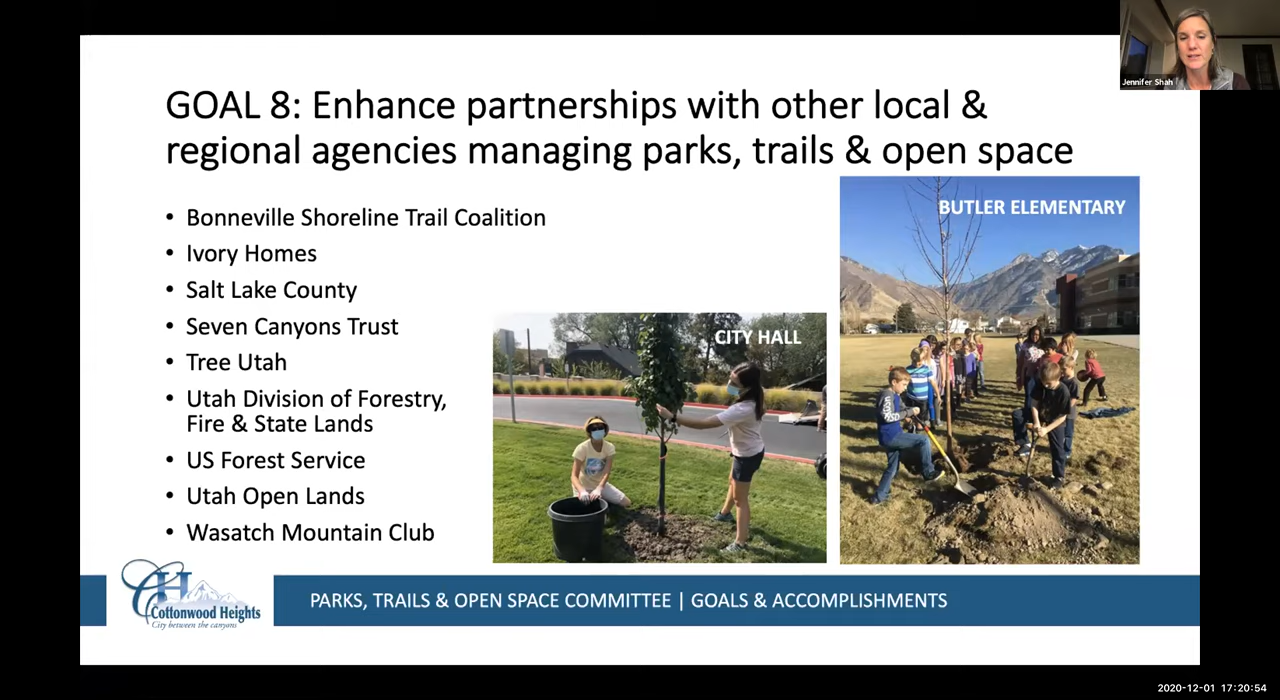 Jennifer Shah
GOAL 8: Enhance partnerships with other local &
regional agencies managing parks, trails & open space
• Bonneville Shoreline Trail Coalition
• Ivory Homes
• Salt Lake County
• Seven Canyons Trust
• Tree Utah
• Utah Division of Forestry,
Fire & State Lands
• US Forest Service
• Utah Open Lands
• Wasatch Mountain Club
CITY HALL
BUTLER ELEMENTARY
CH
Cottonwood Heights
City between the canyons
PARKS, TRAILS & OPEN SPACE COMMITTEE | GOALS & ACCOMPLISHMENTS
2020-12-01 17:20:54